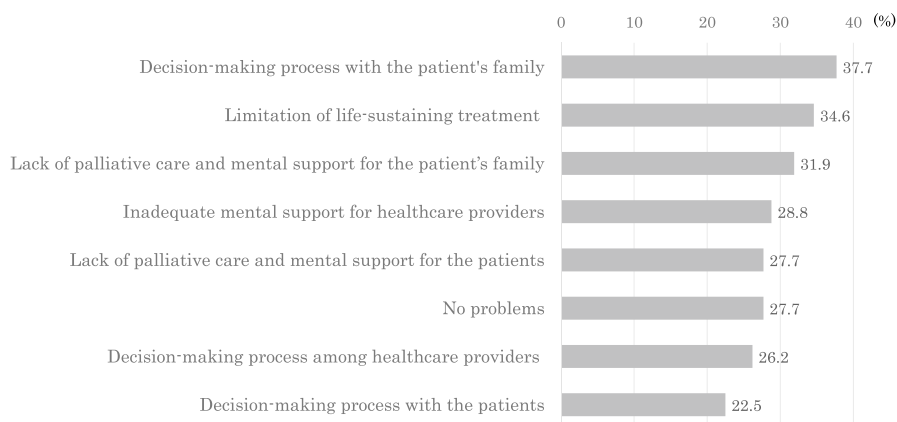 0 10 20 30 40 (%)
Decision-making process with the patient's family 37.7
Limitation of life-sustaining treatment 34.6
Lack of palliative care and mental support for the patient’s family 31.9
Inadequate mental support for healthcare providers 28.8
Lack of palliative care and mental support for the patients 27.7
No problems 27.7
Decision-making process among healthcare providers 26.2
Decision-making process with the patients 22.5